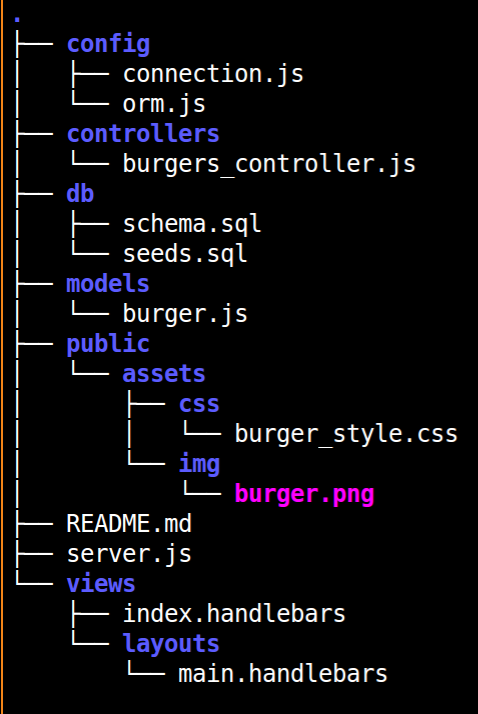 .
├── config
│   ├── connection.js
│   └── orm.js
├── controllers
│   └── burgers_controller.js
├── db
│   ├── schema.sql
│   └── seeds.sql
├── models
│   └── burger.js
├── public
│   └── assets
│       ├── css
│       │   └── burger_style.css
│       └── img
│           └── burger.png
├── README.md
├── server.js
└── views
    ├── index.handlebars
    └── layouts
        └── main.handlebars